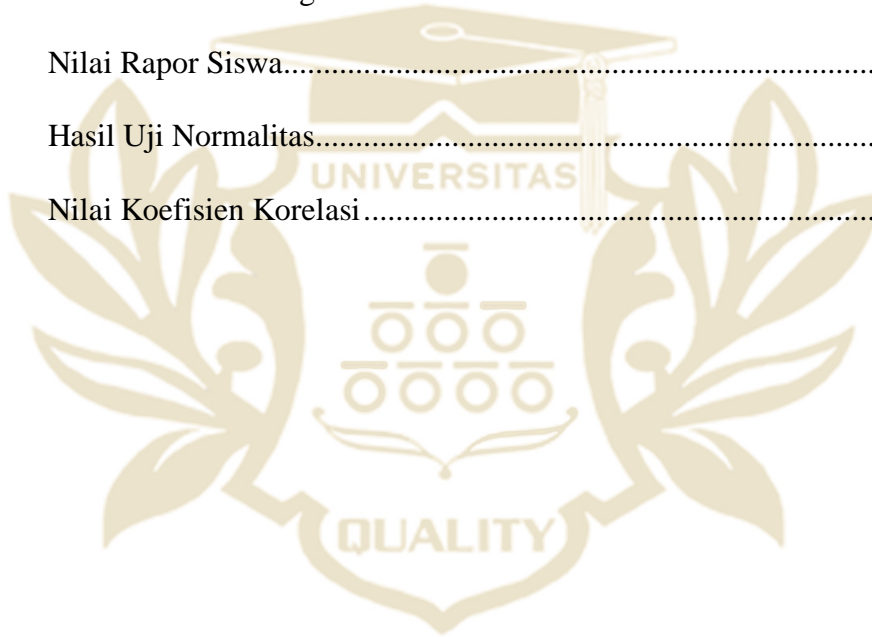 Nilai Rapor Siswa..........................................................................
Hasil Uji Normalitas......................................................................
UNIVERSITAS
Nilai Koefisien Korelasi................................................................
QUALITY